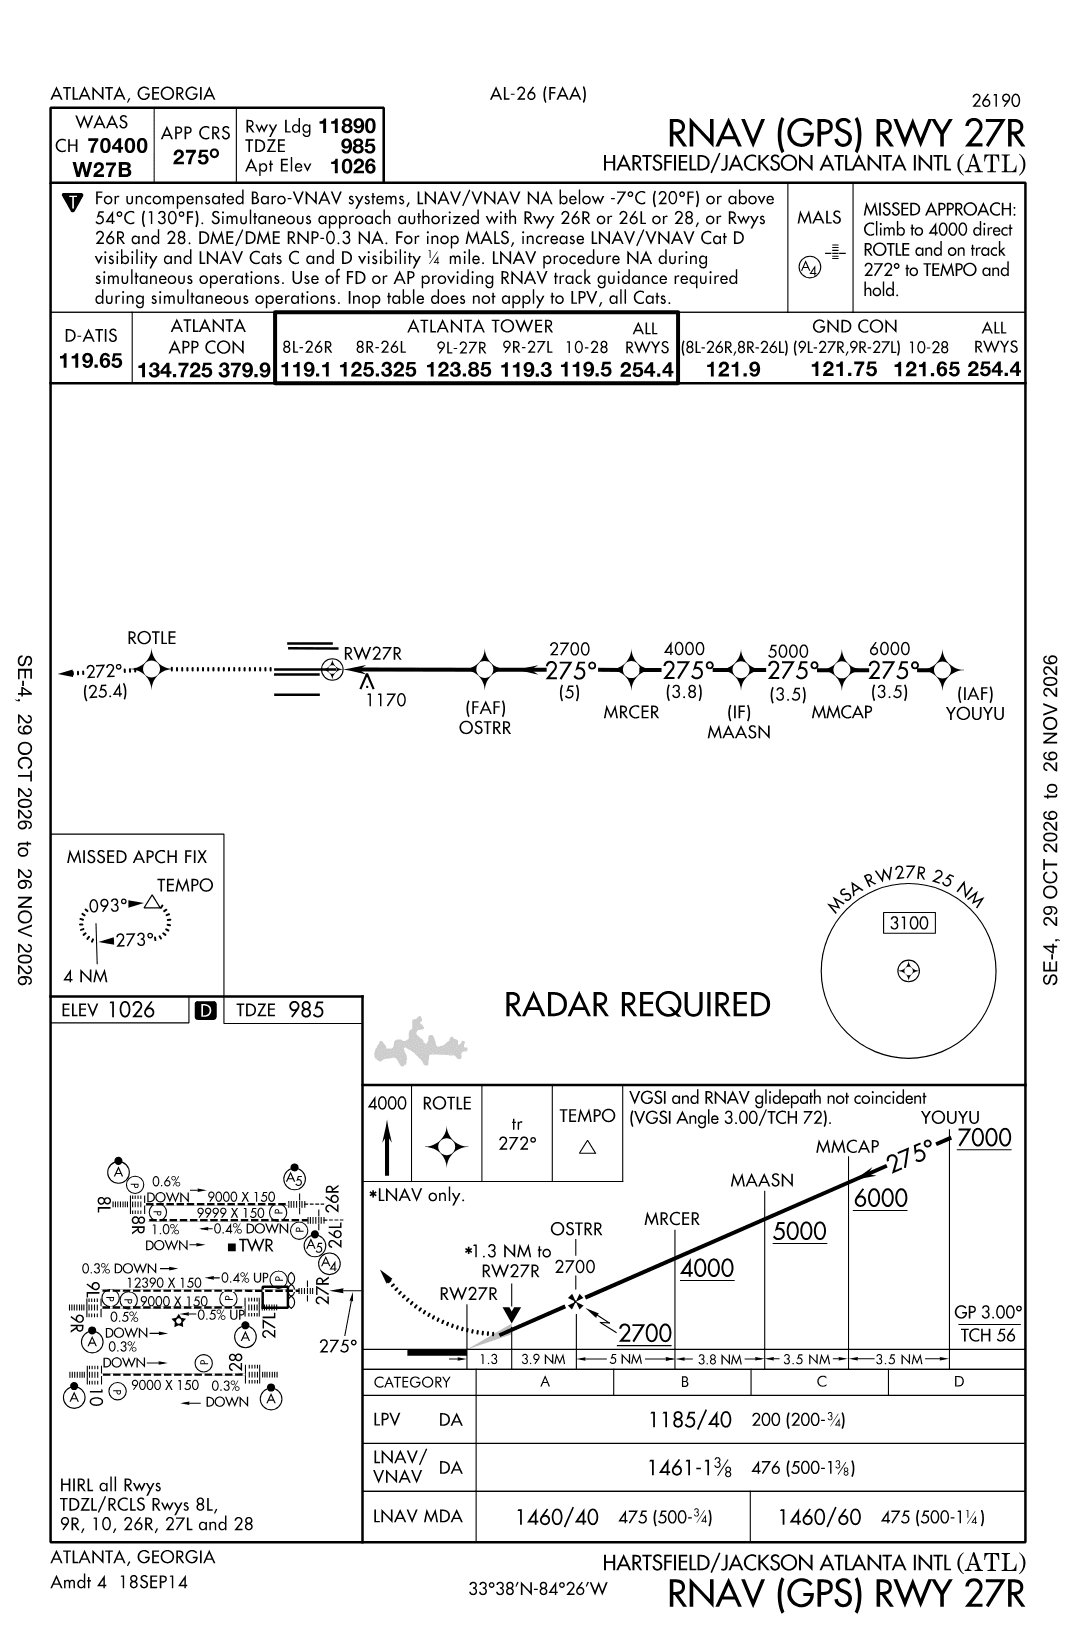 ATLANTA, GEORGIA
AL-26 (FAA)
26190
WAAS
CH 70400
W27B
APP CRS
275°
Rwy Ldg 11890
TDZE 985
Apt Elev 1026
RNAV (GPS) RWY 27R
HARTSFIELD/JACKSON ATLANTA INTL (ATL)
T
For uncompensated Baro-VNAV systems, LNAV/VNAV NA below -7°C (20°F) or above
54°C (130°F). Simultaneous approach authorized with Rwy 26R or 26L or 28, or Rwys
26R and 28. DME/DME RNP-0.3 NA. For inop MALS, increase LNAV/VNAV Cat D
visibility and LNAV Cats C and D visibility ¼ mile. LNAV procedure NA during
simultaneous operations. Use of FD or AP providing RNAV track guidance required
during simultaneous operations. Inop table does not apply to LPV, all Cats.
MALS
A4
MISSED APPROACH:
Climb to 4000 direct
ROTLE and on track
272° to TEMPO and
hold.
D-ATIS
119.65
ATLANTA
APP CON
134.725 379.9
ATLANTA TOWER
8L-26R 8R-26L 9L-27R 9R-27L 10-28 ALL RWYS
119.1 125.325 123.85 119.3 119.5 254.4
GND CON
(8L-26R,8R-26L) (9L-27R,9R-27L) 10-28 ALL RWYS
121.9 121.75 121.65 254.4
ROTLE
272°
(25.4)
RW27R
1170
(FAF)
OSTRR
2700
275°
(5)
MRCER
4000
275°
(3.8)
(IF)
MAASN
5000
275°
(3.5)
MMCAP
6000
275°
(3.5)
(IAF)
YOUYU
SE-4, 29 OCT 2026 to 26 NOV 2026
SE-4, 29 OCT 2026 to 26 NOV 2026
MISSED APCH FIX
TEMPO
093°
273°
4 NM
MSA RW27R 25 NM
3100
RADAR REQUIRED
ELEV 1026
D
TDZE 985
A
P
0.6%
DOWN
9000 X 150
A5
8L
26R
P
P
9999 X 150
8R
1.0%
DOWN
0.4% DOWN
P
26L
A5
TWR
A4
0.3% DOWN
12390 X 150
0.4% UP
P
9L
27R
P
P
9000 X 150
P
9R
0.5%
DOWN
0.5% UP
27L
A
A
275°
0.3%
DOWN
P
28
A
10
P
9000 X 150
0.3%
DOWN
A
HIRL all Rwys
TDZL/RCLS Rwys 8L,
9R, 10, 26R, 27L and 28
4000
ROTLE
tr
272°
TEMPO
VGSI and RNAV glidepath not coincident
(VGSI Angle 3.00/TCH 72).
YOUYU
7000
275°
MMCAP
6000
MAASN
5000
MRCER
4000
OSTRR
2700
2700
*LNAV only.
*1.3 NM to
RW27R
RW27R
GP 3.00°
TCH 56
1.3
3.9 NM
5 NM
3.8 NM
3.5 NM
3.5 NM
CATEGORY A B C D
LPV DA 1185/40 200 (200-¾)
LNAV/
VNAV DA 1461-1⅜ 476 (500-1⅜)
LNAV MDA 1460/40 475 (500-¾) 1460/60 475 (500-1¼)
ATLANTA, GEORGIA
Amdt 4 18SEP14
33°38'N-84°26'W
HARTSFIELD/JACKSON ATLANTA INTL (ATL)
RNAV (GPS) RWY 27R